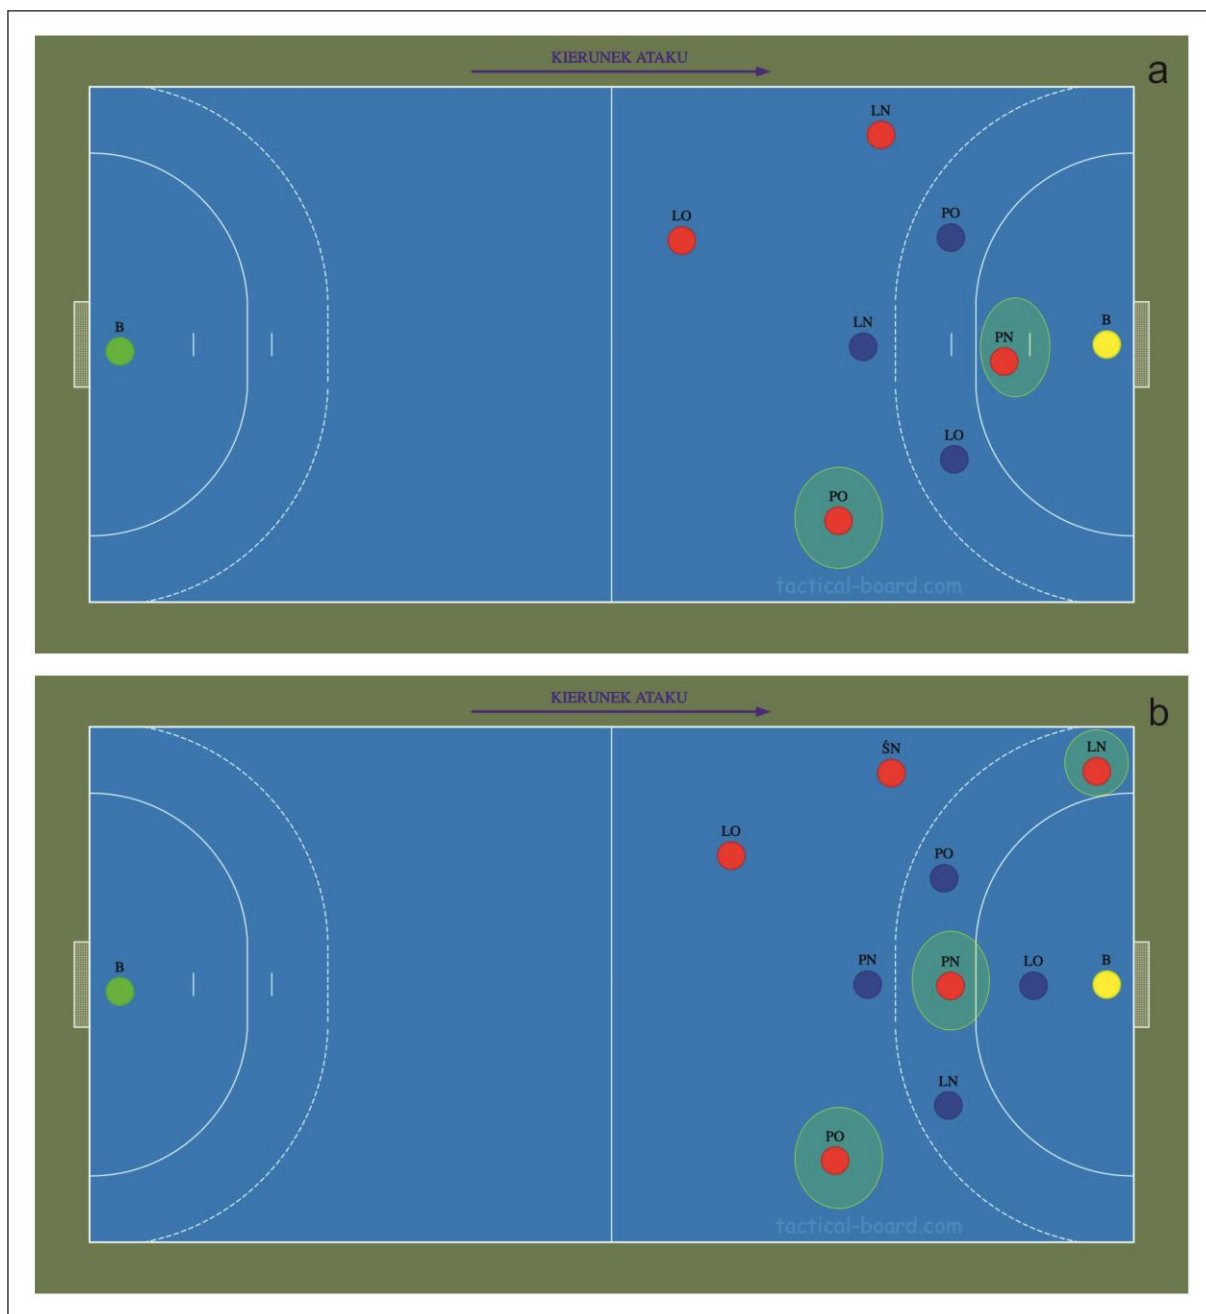 KIERUNEK ATAKU
a
LN
LO
PO
B
LN
PN
B
LO
PO
tactical-board.com
KIERUNEK ATAKU
b
ŚN
LN
LO
PO
B
PN
PN
LO
B
LN
PO
tactical-board.com